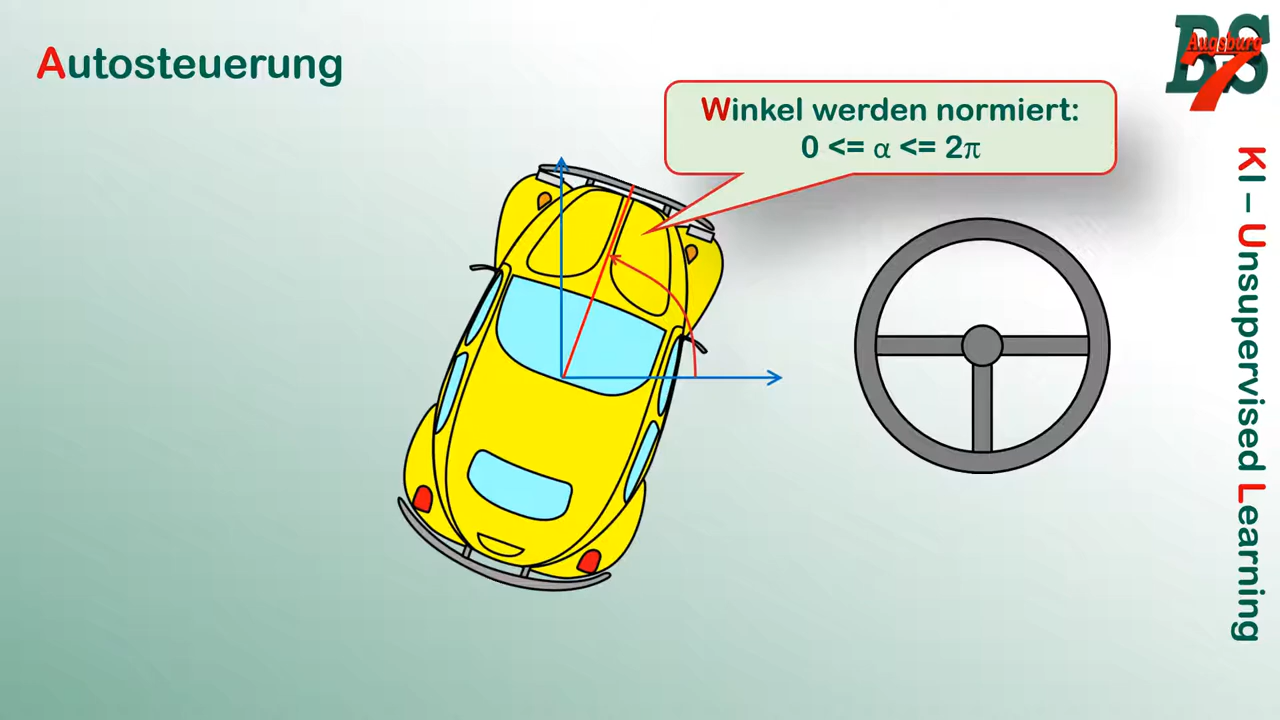 Autosteuerung
Winkel werden normiert:
0 <= α <= 2π
BS
Augsburg
7
KI – Unsupervised Learning